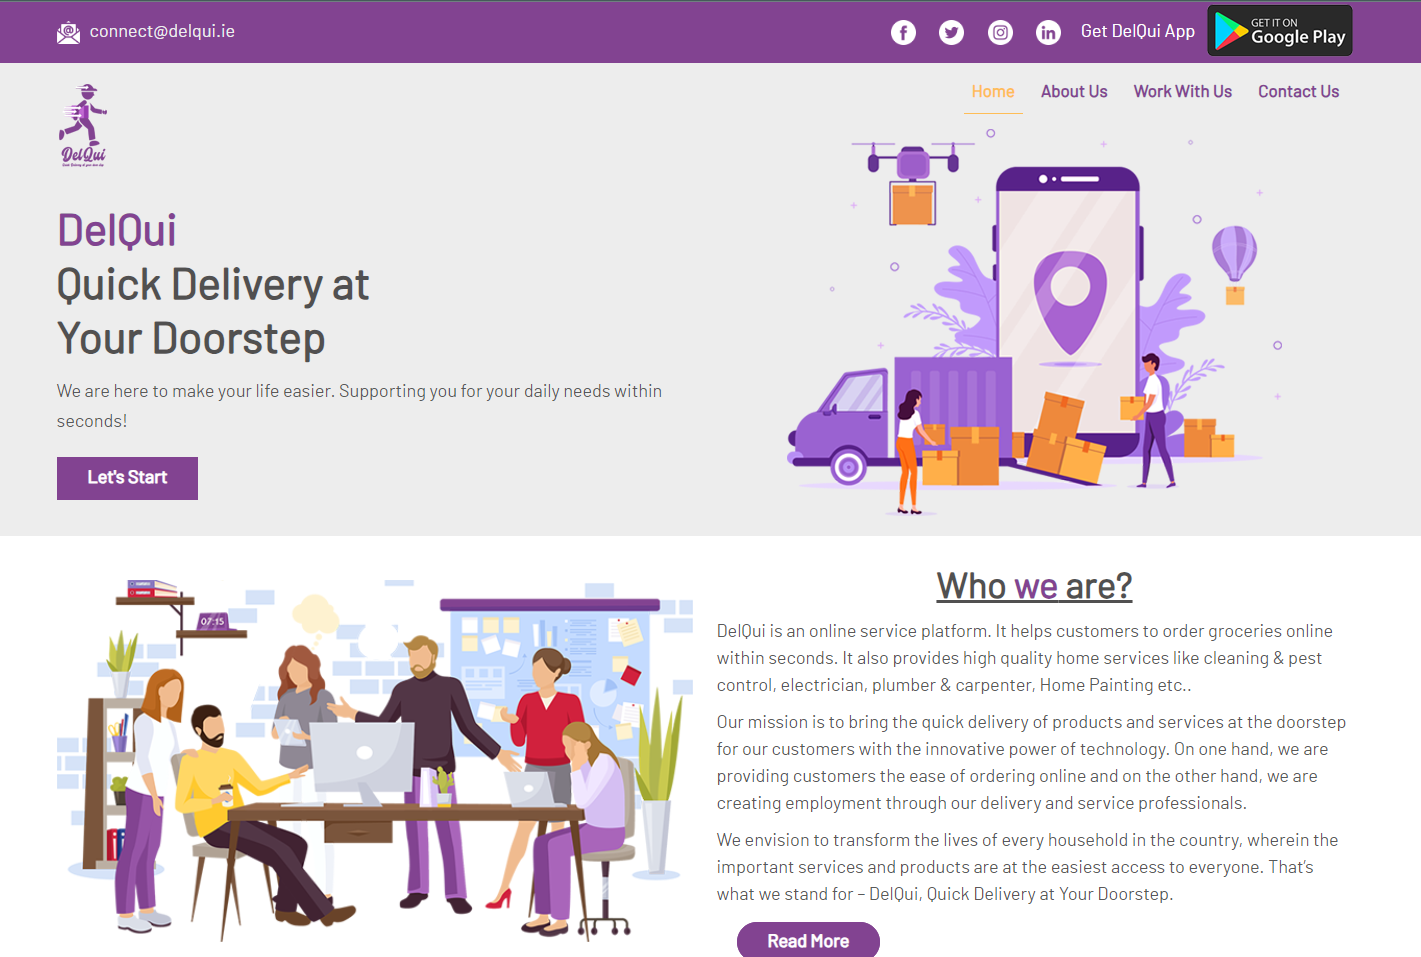 connect@delqui.ie
Get DelQui App
GET IT ON
Google Play
Home
About Us
Work With Us
Contact Us
DelQui
DelQui
Quick Delivery at
Your Doorstep
We are here to make your life easier. Supporting you for your daily needs within
seconds!
Let's Start
07:15
Who we are?
DelQui is an online service platform. It helps customers to order groceries online
within seconds. It also provides high quality home services like cleaning & pest
control, electrician, plumber & carpenter, Home Painting etc..
Our mission is to bring the quick delivery of products and services at the doorstep
for our customers with the innovative power of technology. On one hand, we are
providing customers the ease of ordering online and on the other hand, we are
creating employment through our delivery and service professionals.
We envision to transform the lives of every household in the country, wherein the
important services and products are at the easiest access to everyone. That's
what we stand for – DelQui, Quick Delivery at Your Doorstep.
Read More